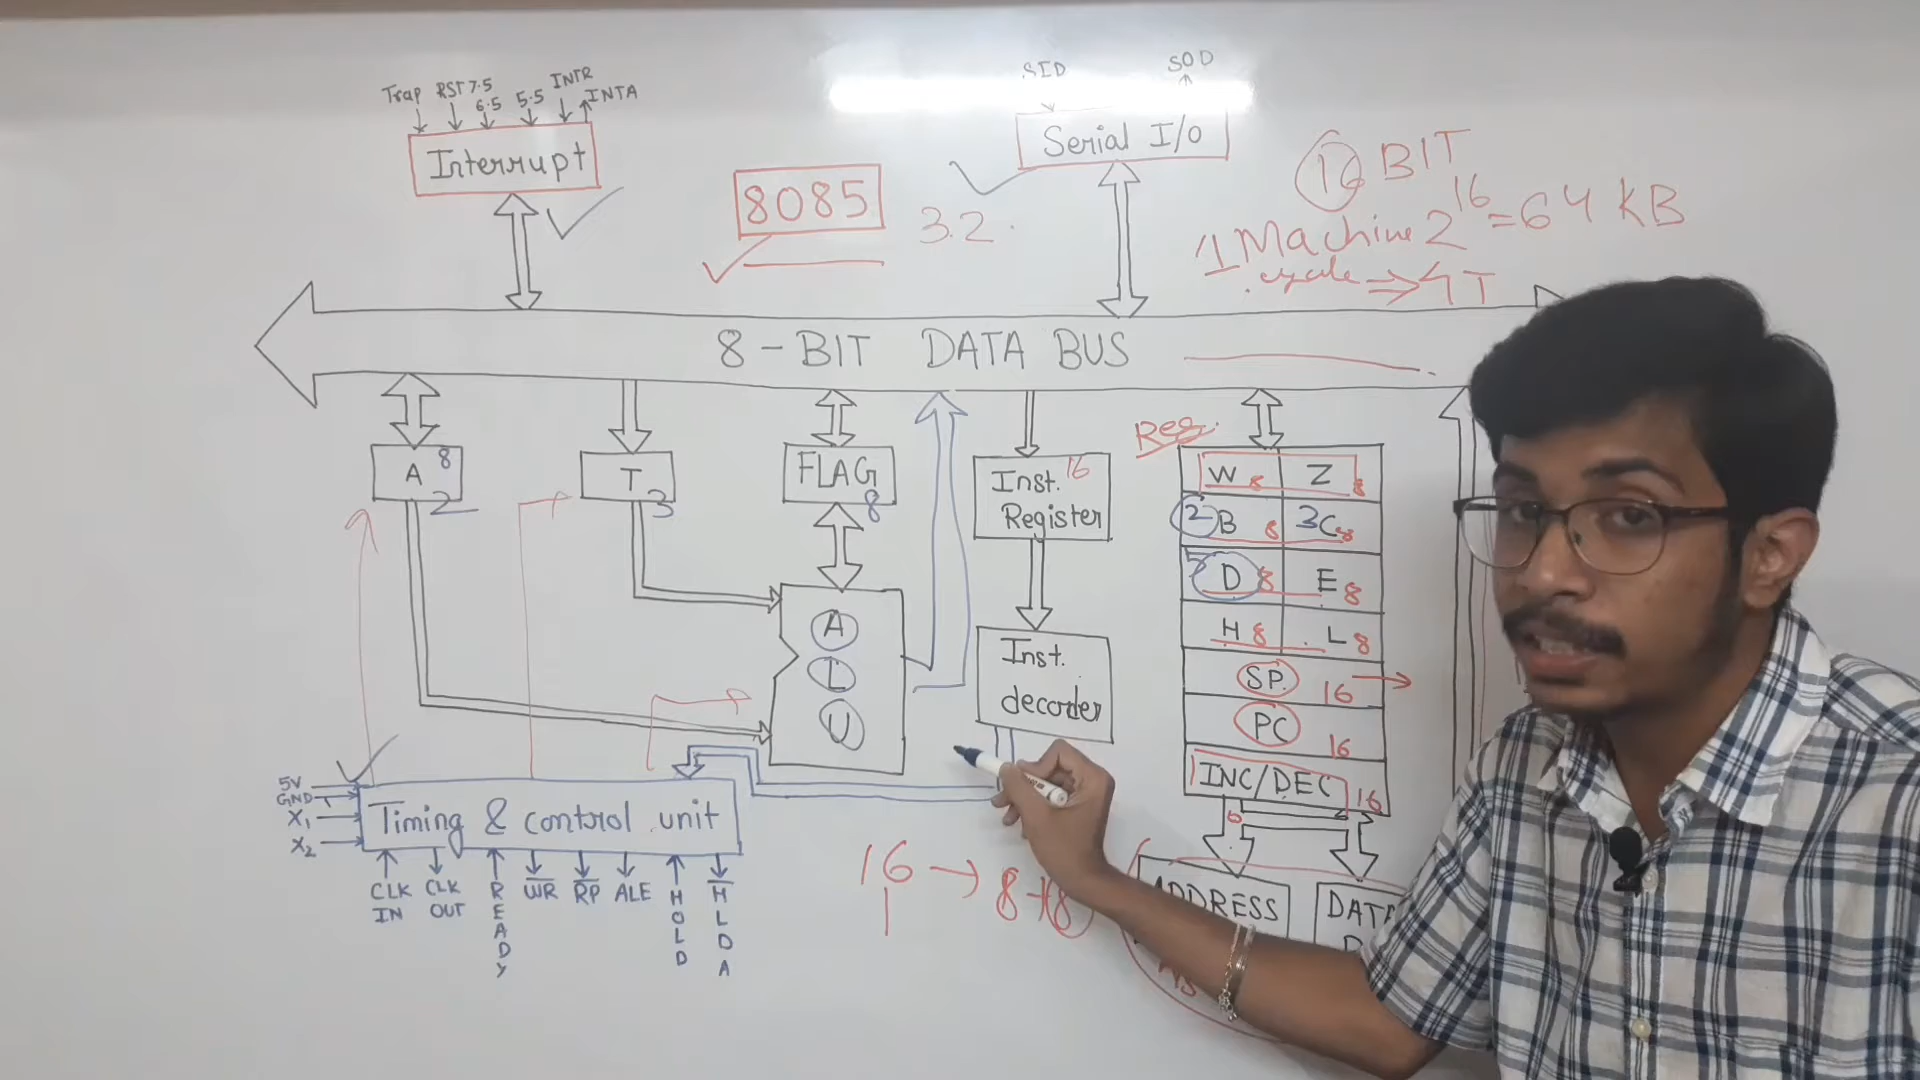 Trap RST 7.5 6.5 5.5 INTR INTA
Interrupt
SID
SOD
Serial I/O
8085
3.2
16 BIT
2^16 = 64 KB
1 Machine
cycle => 4T
8-BIT DATA BUS
A 8
2
T 3
FLAG
8
Inst. 16
Register
Inst.
decoder
Reg.
W 8 Z 8
2 B 8 3 C 8
5 D 8 E 8
H 8 L 8
SP 16
PC 16
INC/DEC 16
A
L
U
5V
GND
X1
X2
Timing & control unit
CLK
IN
CLK
OUT
READY
WR
RP
ALE
HOLD
HLDA
16 → 8+8
ADDRESS
DATA